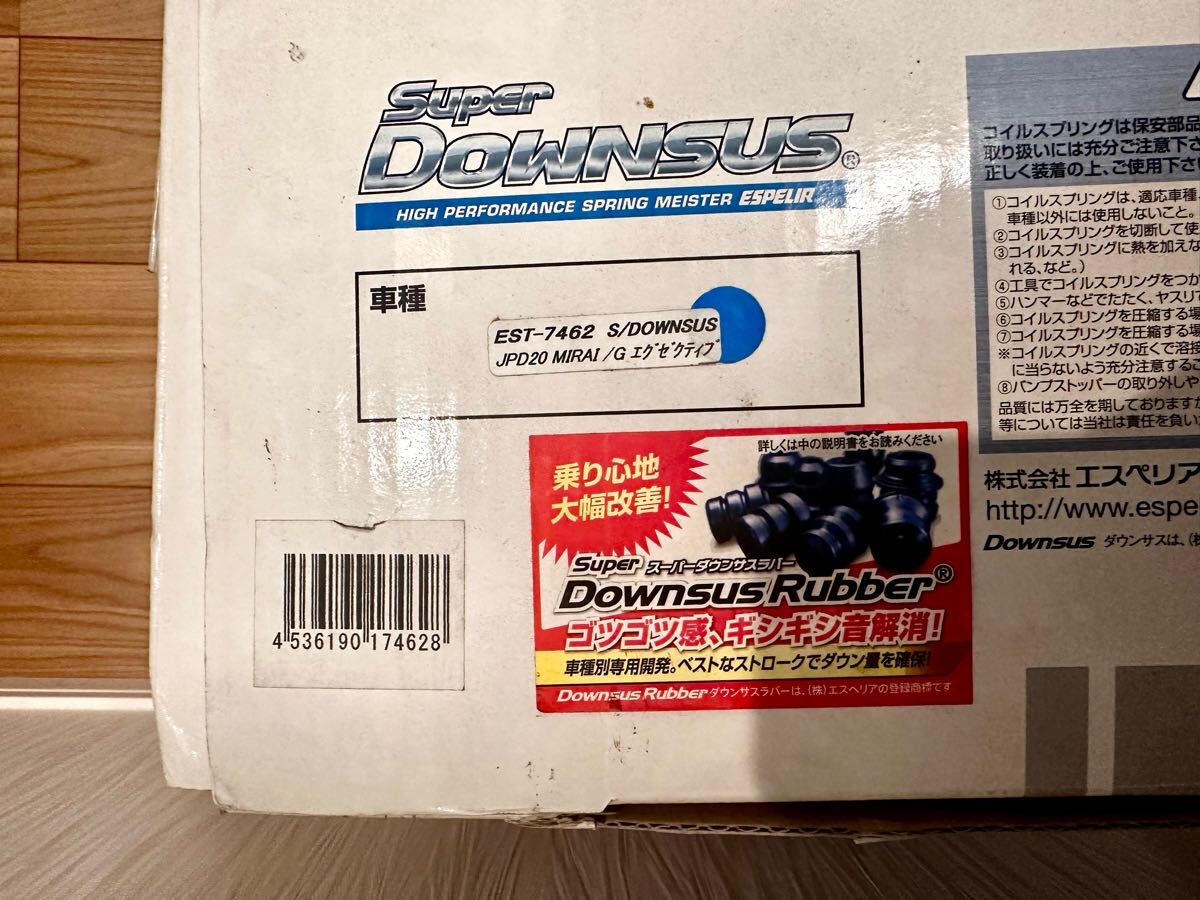 Super
DOWNSUS®
HIGH PERFORMANCE SPRING MEISTER ESPELIR
車種
EST-7462 S/DOWNSUS
JPD20 MIRAI /G エグゼクティブ
4 536190 174628
乗り心地
大幅改善!
詳しくは中の説明書をお読みください
Super スーパーダウンサスラバー
Downsus Rubber®
ゴツゴツ感、ギシギシ音解消!
車種別専用開発。ベストなストロークでダウン量を確保!
Downsus Rubber ダウンサスラバーは、(株)エスペリアの登録商標です
コイルスプリングは保安部品
取り扱いには充分ご注意下さ
正しく装着の上、ご使用下さ
①コイルスプリングは、適応車種
車種以外には使用しないこと。
②コイルスプリングを切断して使
③コイルスプリングに熱を加えな
れる、など。)
④工具でコイルスプリングをつか
⑤ハンマーなどでたたく、ヤスリで
⑥コイルスプリングを圧縮する場
⑦コイルスプリングを圧縮する場
※コイルスプリングの近くで溶接
に当らないよう充分注意するこ
⑧バンプストッパーの取り外しや
品質には万全を期しておりますが
等については当社は責任を負い
株式会社 エスペリア
http://www.espe
Downsus ダウンサスは、(株